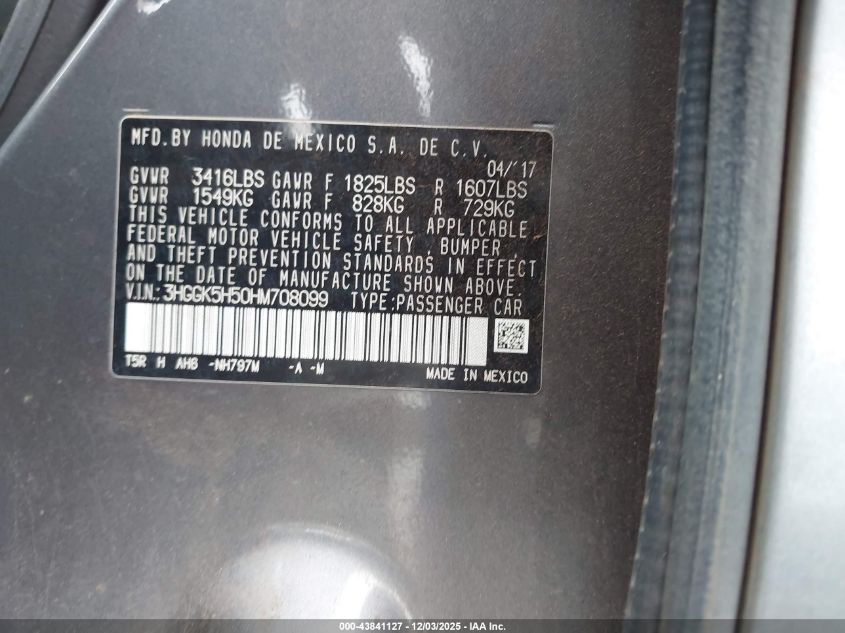 MFD.BY HONDA DE MEXICO S.A. DE C.V.
04/'17
GVWR 3416LBS GAWR F 1825LBS R 1607LBS
GVWR 1549KG GAWR F 828KG R 729KG
THIS VEHICLE CONFORMS TO ALL APPLICABLE
FEDERAL MOTOR VEHICLE SAFETY, BUMPER,
AND THEFT PREVENTION STANDARDS IN EFFECT
ON THE DATE OF MANUFACTURE SHOWN ABOVE.
V.I.N.: 3HGGK5H50HM708099 TYPE:PASSENGER CAR
T5R H AH6 -NH797M -A -M
MADE IN MEXICO
000-43841127 - 12/03/2025 - IAA Inc.